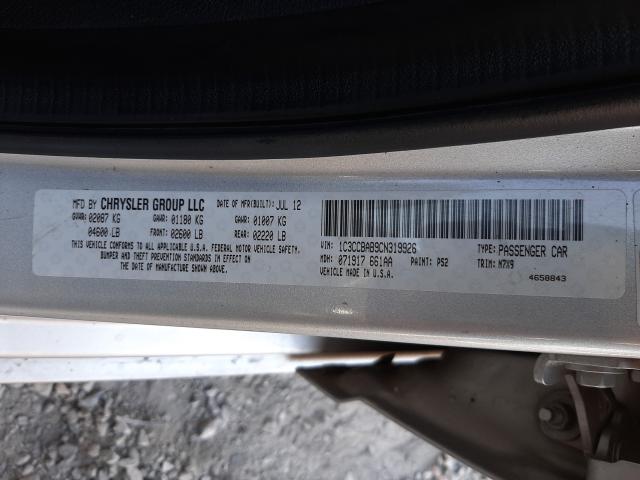 MFD BY CHRYSLER GROUP LLC DATE OF MFR(BUILT): JUL 12
GVWR: 02087 KG GAWR: 01180 KG GAWR: 01007 KG
04600 LB FRONT: 02600 LB REAR: 02220 LB
THIS VEHICLE CONFORMS TO ALL APPLICABLE U.S.A. FEDERAL MOTOR VEHICLE SAFETY,
BUMPER AND THEFT PREVENTION STANDARDS IN EFFECT ON
THE DATE OF MANUFACTURE SHOWN ABOVE.
VIN: 1C3CCBAB9CN319926 TYPE: PASSENGER CAR
MDH: 071917 661AA PAINT: PS2 TRIM: M7X9
VEHICLE MADE IN U.S.A. 4658843